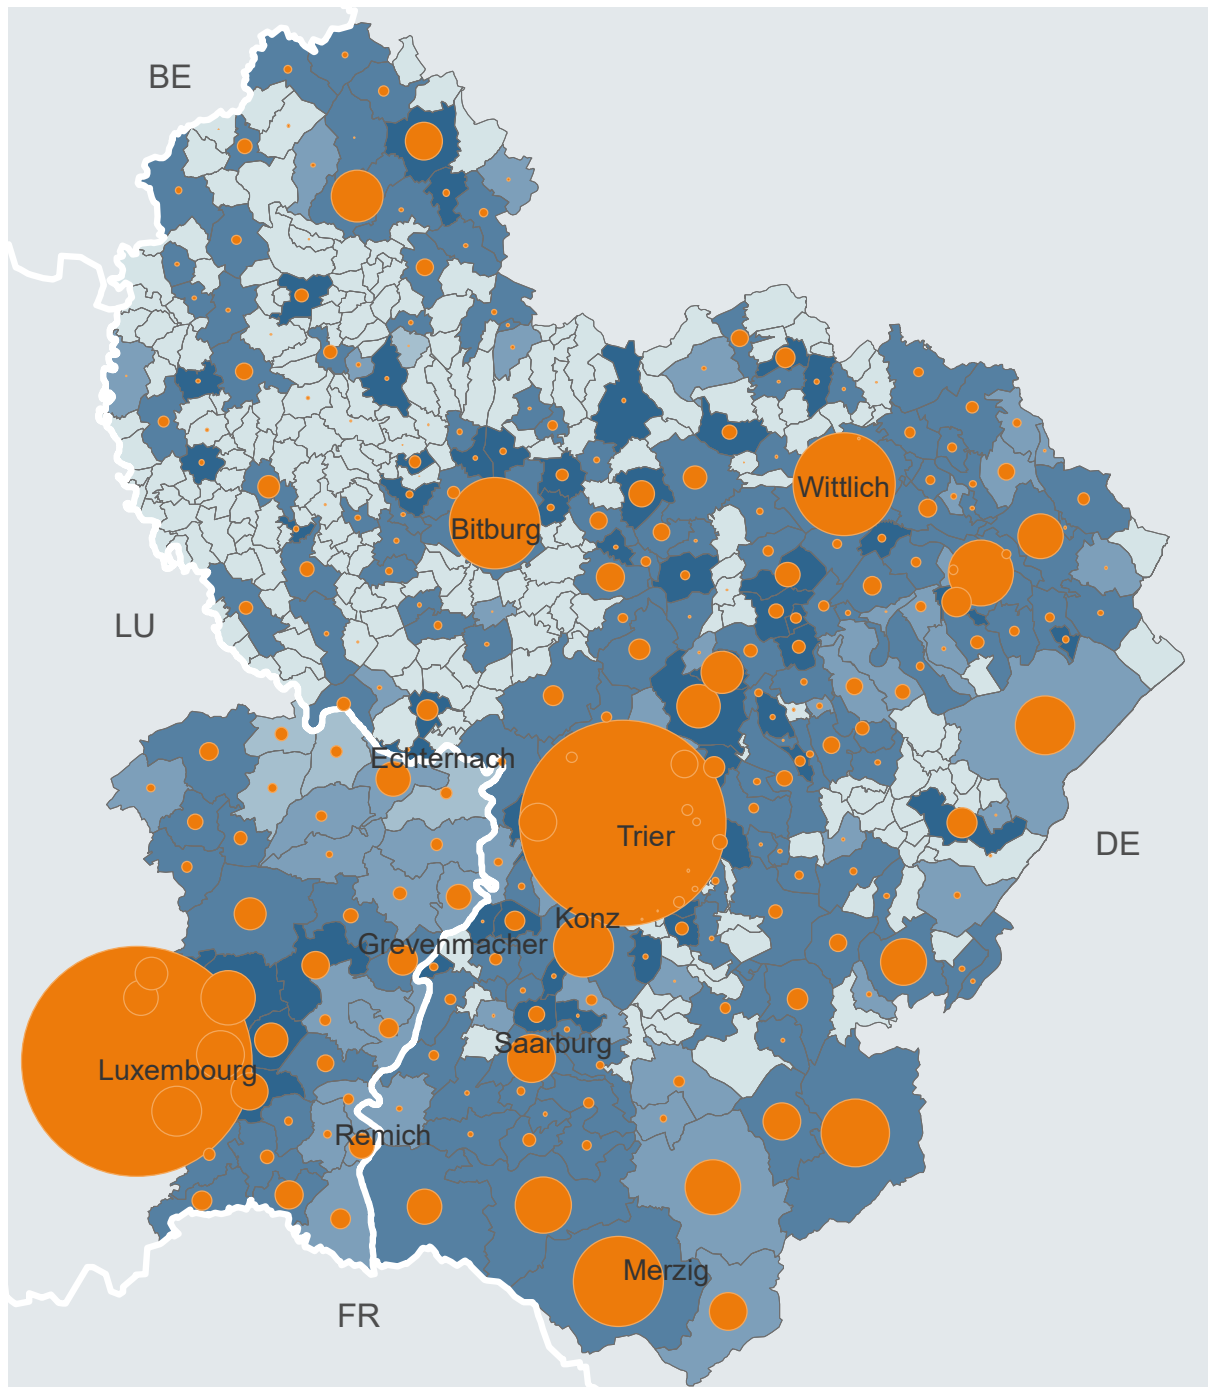 BE
Wittlich
Bitburg
LU
Echternach
Trier
DE
Konz
Grevenmacher
Saarburg
Luxembourg
Remich
Merzig
FR